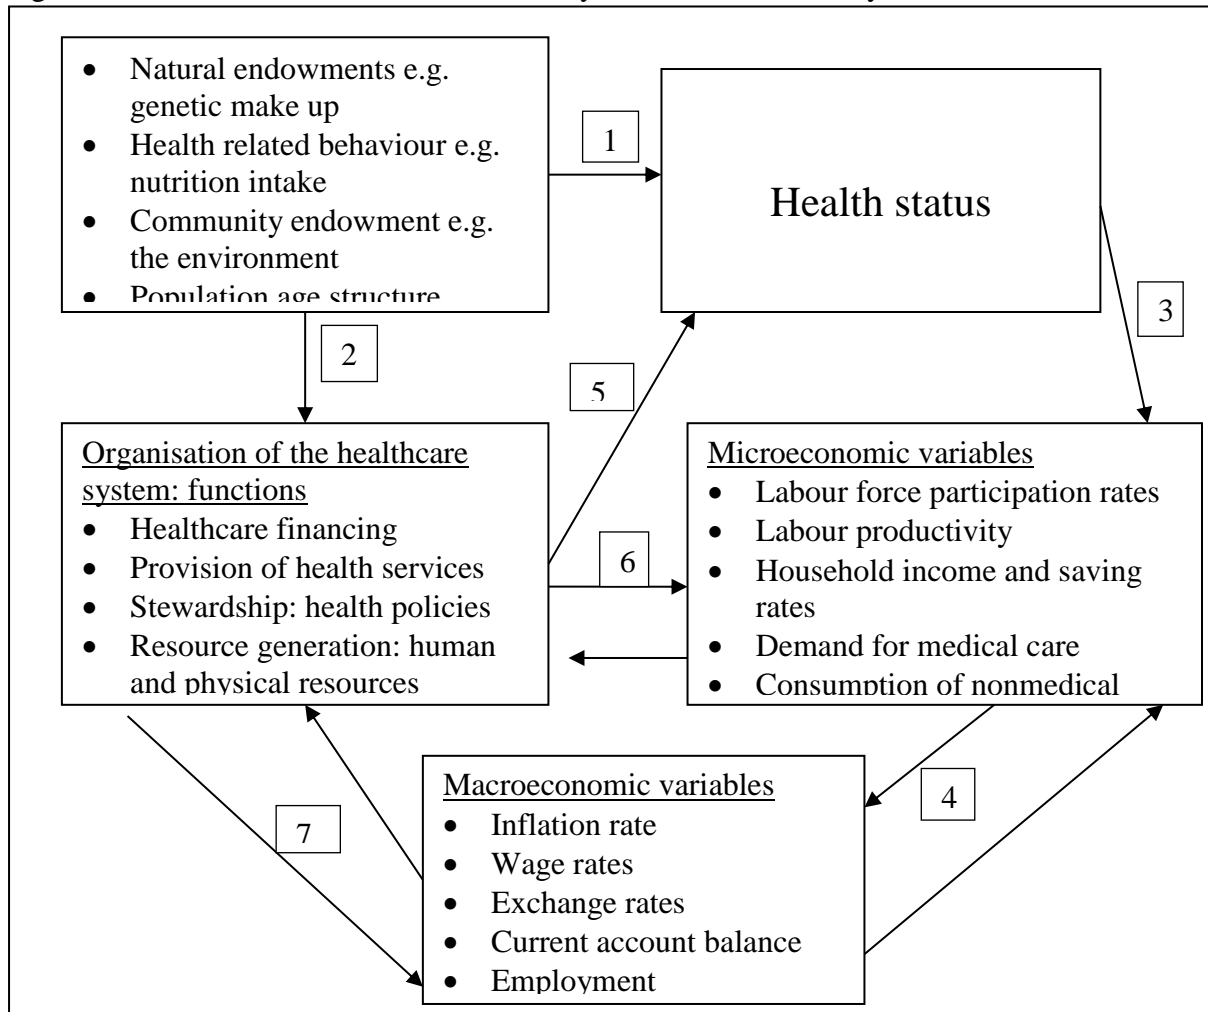 • Natural endowments e.g.
genetic make up
• Health related behaviour e.g.
nutrition intake
• Community endowment e.g.
the environment
• Population age structure
1
Health status
2
3
5
Organisation of the healthcare
system: functions
• Healthcare financing
• Provision of health services
• Stewardship: health policies
• Resource generation: human
and physical resources
6
Microeconomic variables
• Labour force participation rates
• Labour productivity
• Household income and saving
rates
• Demand for medical care
• Consumption of nonmedical
7
Macroeconomic variables
• Inflation rate
• Wage rates
• Exchange rates
• Current account balance
• Employment
4